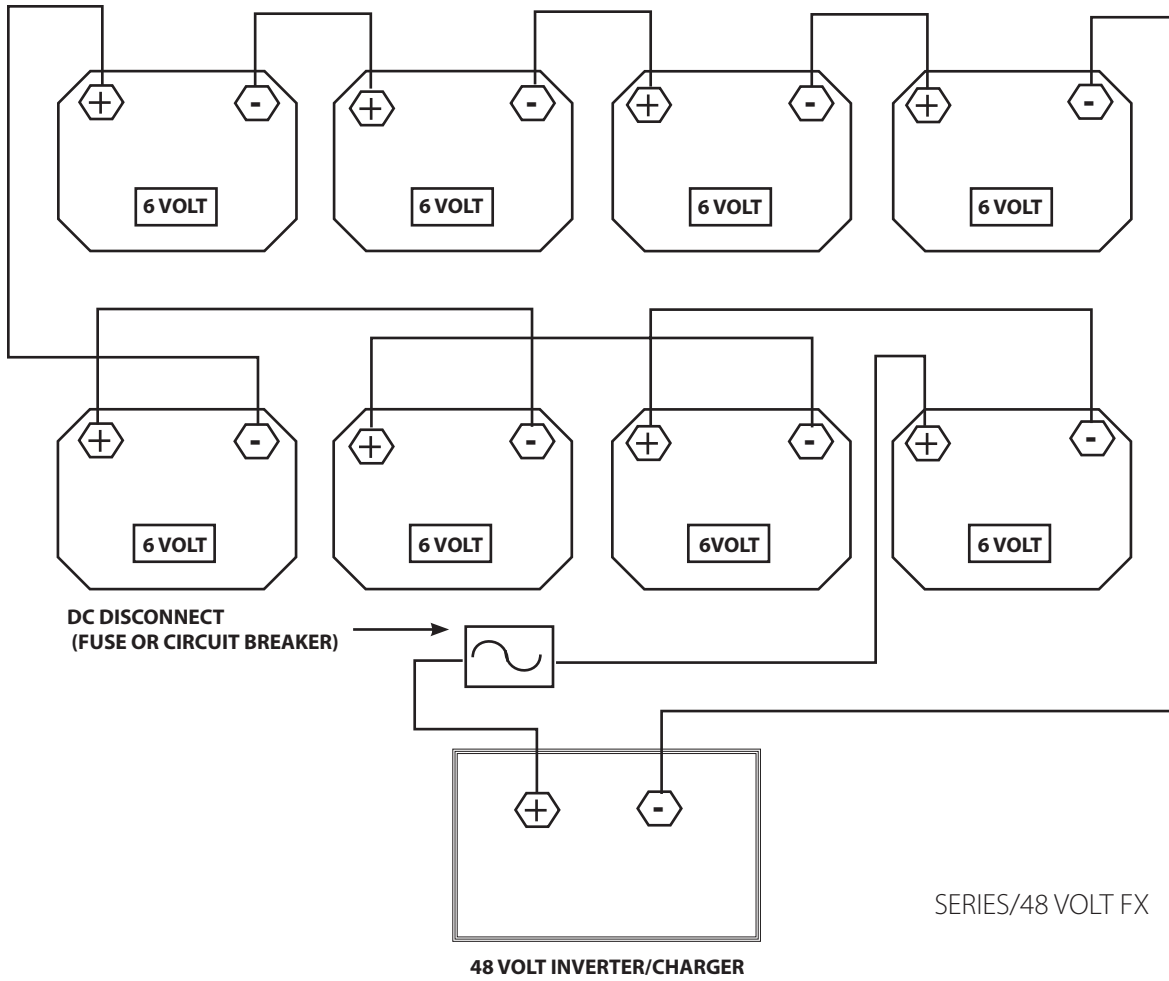 + - + - + - + -
6 VOLT 6 VOLT 6 VOLT 6 VOLT
+ - + - + - + -
6 VOLT 6 VOLT 6VOLT 6 VOLT
DC DISCONNECT
(FUSE OR CIRCUIT BREAKER)
+ -
SERIES/48 VOLT FX
48 VOLT INVERTER/CHARGER